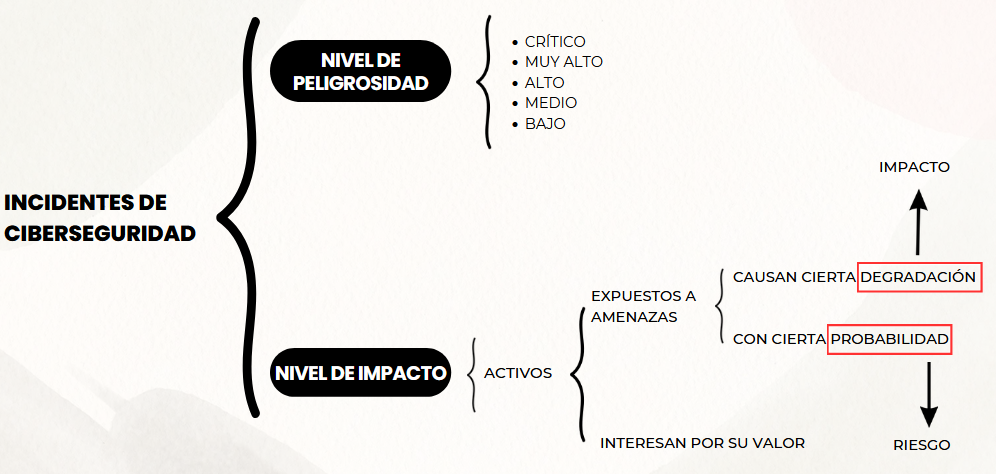 INCIDENTES DE
CIBERSEGURIDAD
NIVEL DE
PELIGROSIDAD
• CRÍTICO
• MUY ALTO
• ALTO
• MEDIO
• BAJO
NIVEL DE IMPACTO
ACTIVOS
EXPUESTOS A
AMENAZAS
CAUSAN CIERTA DEGRADACIÓN
IMPACTO
CON CIERTA PROBABILIDAD
RIESGO
INTERESAN POR SU VALOR